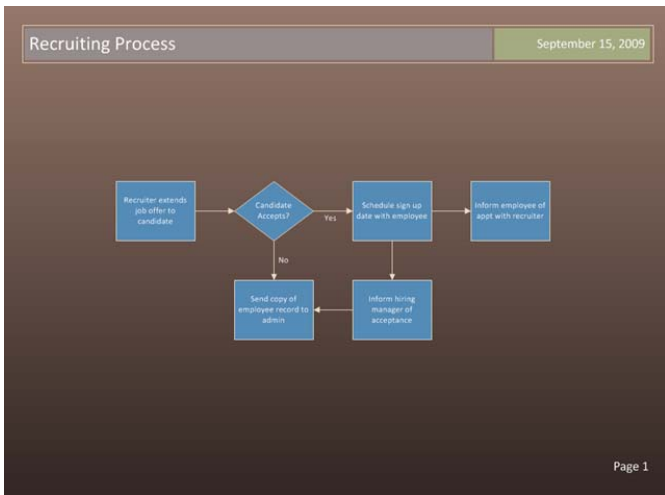 Recruiting Process
September 15, 2009
Recruiter extends
job offer to
candidate
Candidate
Accepts?
Yes
Schedule sign up
date with employee
Inform employee of
appt with recruiter
No
Send copy of
employee record to
admin
Inform hiring
manager of
acceptance
Page 1